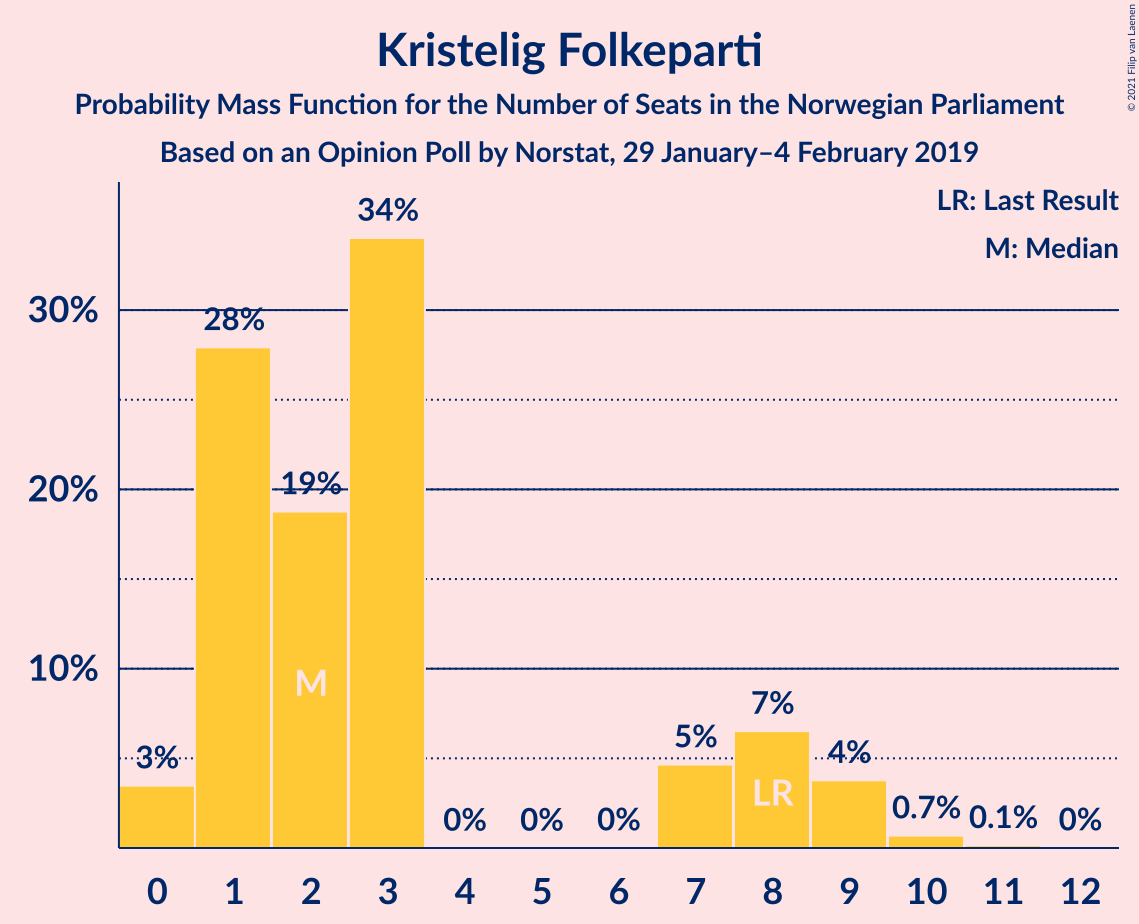 © 2021 Filip van Laenen
Kristelig Folkeparti
Probability Mass Function for the Number of Seats in the Norwegian Parliament
Based on an Opinion Poll by Norstat, 29 January–4 February 2019
LR: Last Result
M: Median
34%
30%
28%
20%
19%
10%
M
7%
5%
4%
3%
LR
0%
0%
0%
0.7%
0.1%
0%
0 1 2 3 4 5 6 7 8 9 10 11 12